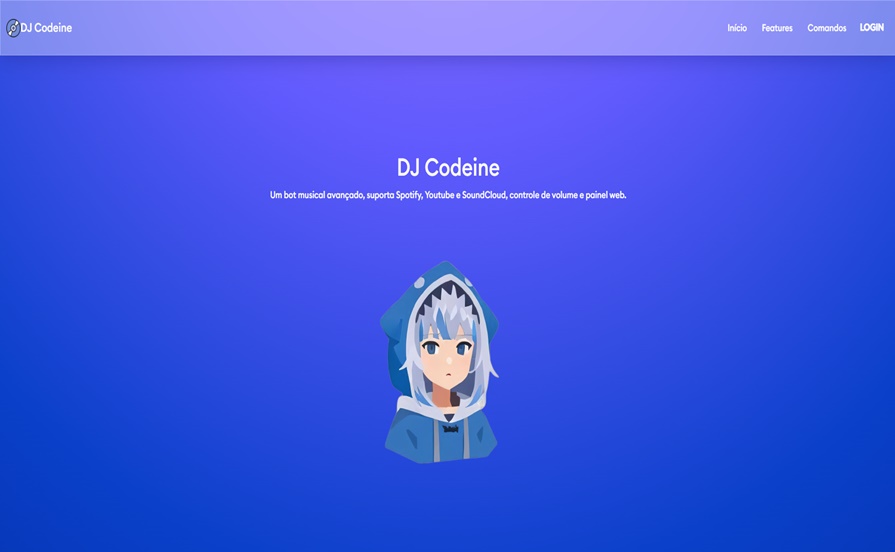 DJ Codeine
Início Features Comandos LOGIN
DJ Codeine
Um bot musical avançado, suporta Spotify, Youtube e SoundCloud, controle de volume e painel web.